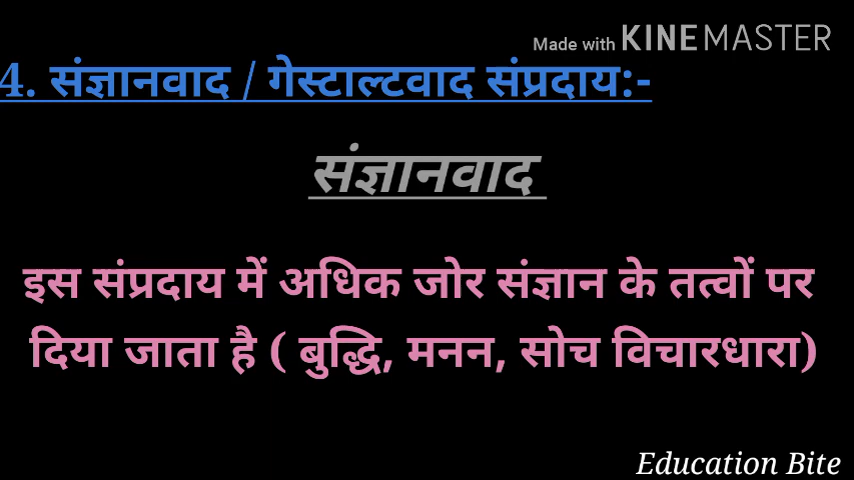 Made with KINEMASTER
4. संज्ञानवाद / गेस्टाल्टवाद संप्रदाय:-
संज्ञानवाद
इस संप्रदाय में अधिक जोर संज्ञान के तत्वों पर
दिया जाता है ( बुद्धि, मनन, सोच विचारधारा)
Education Bite